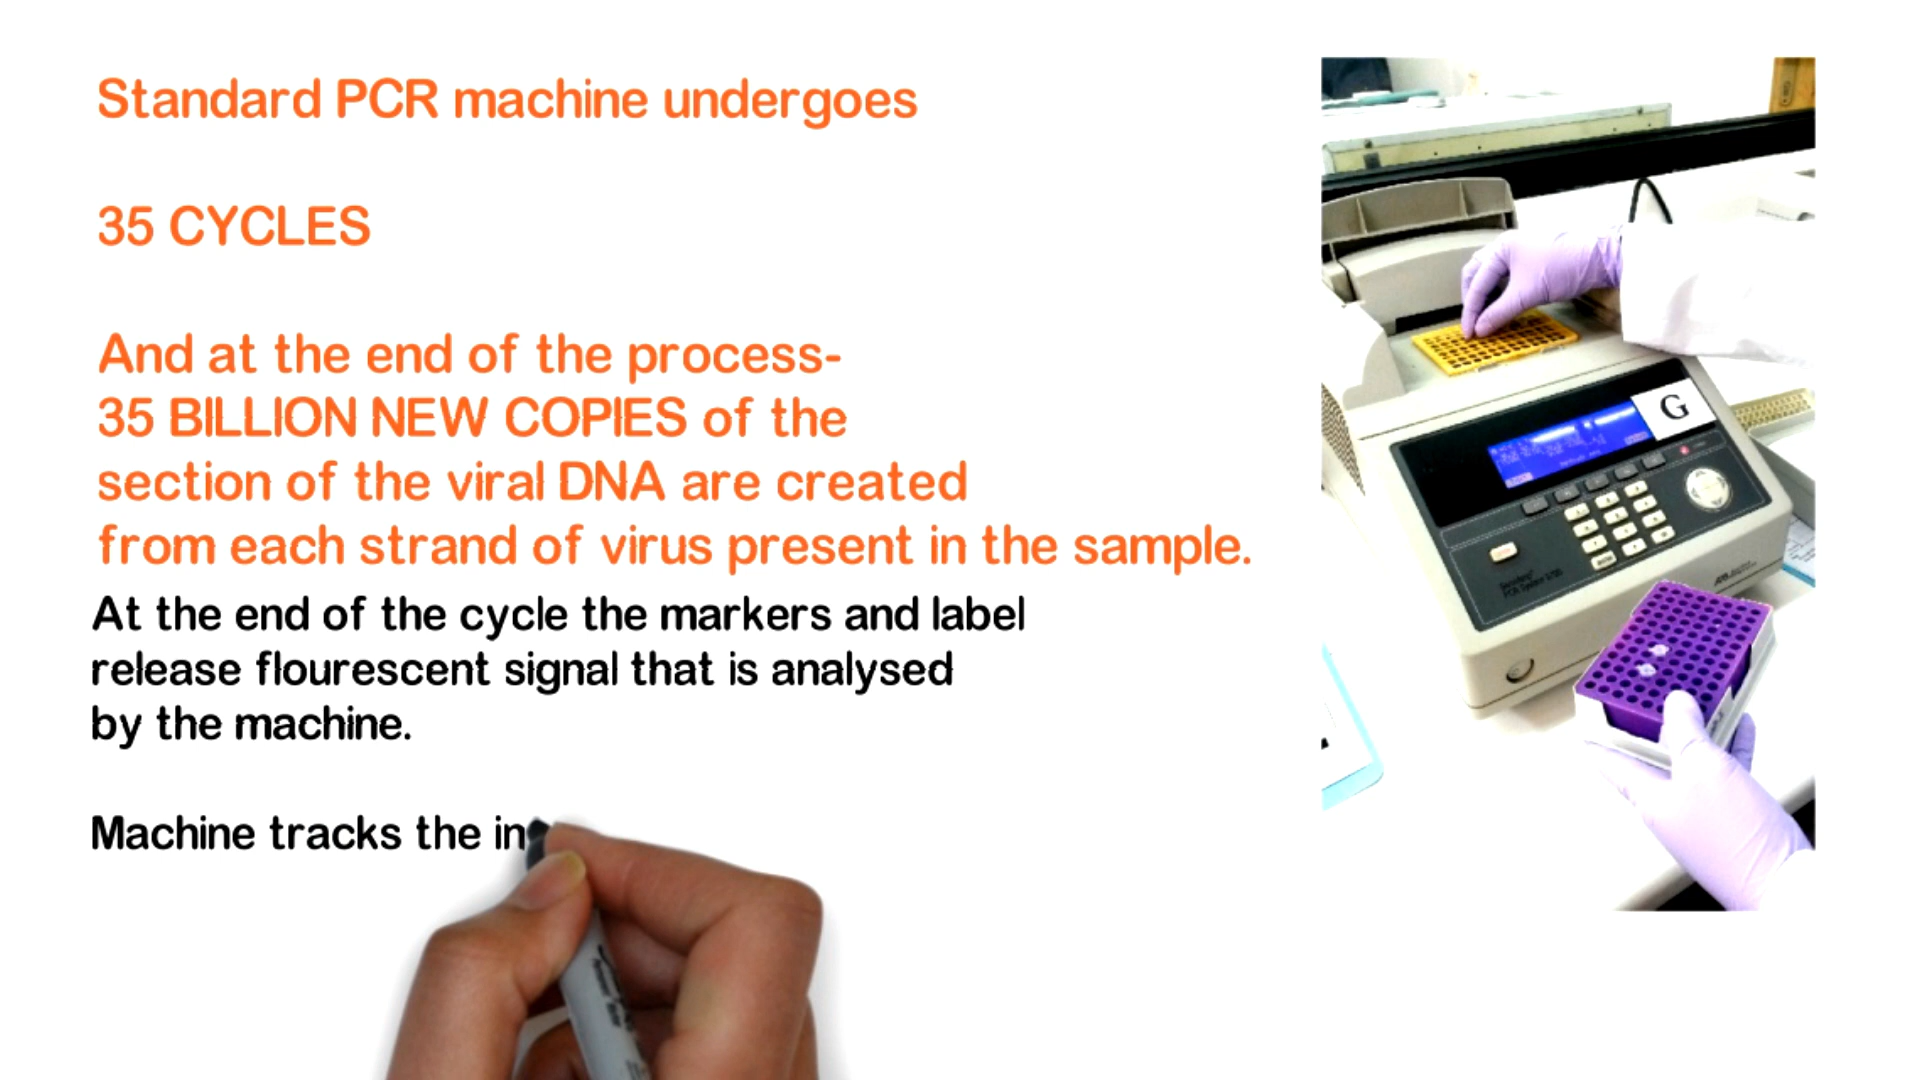 Standard PCR machine undergoes
35 CYCLES
And at the end of the process-
35 BILLION NEW COPIES of the
section of the viral DNA are created
from each strand of virus present in the sample.
At the end of the cycle the markers and label
release flourescent signal that is analysed
by the machine.
Machine tracks the in
G